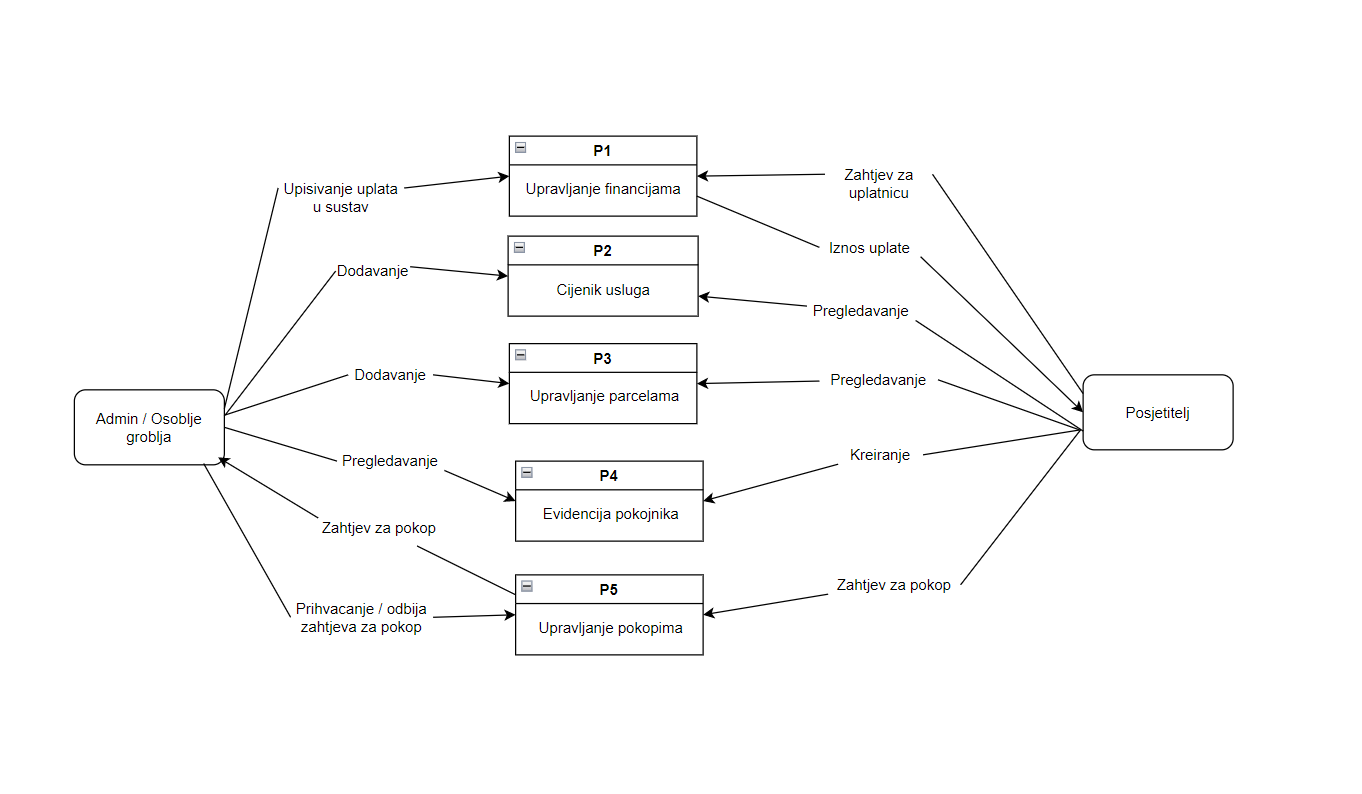 P1
Upravljanje financijama
Upisivanje uplata
u sustav
Zahtjev za
uplatnicu
Iznos uplate
P2
Cijenik usluga
Dodavanje
Pregledavanje
P3
Upravljanje parcelama
Dodavanje
Pregledavanje
Admin / Osoblje
groblja
Posjetitelj
P4
Evidencija pokojnika
Pregledavanje
Kreiranje
Zahtjev za pokop
P5
Upravljanje pokopima
Prihvacanje / odbija
zahtjeva za pokop
Zahtjev za pokop